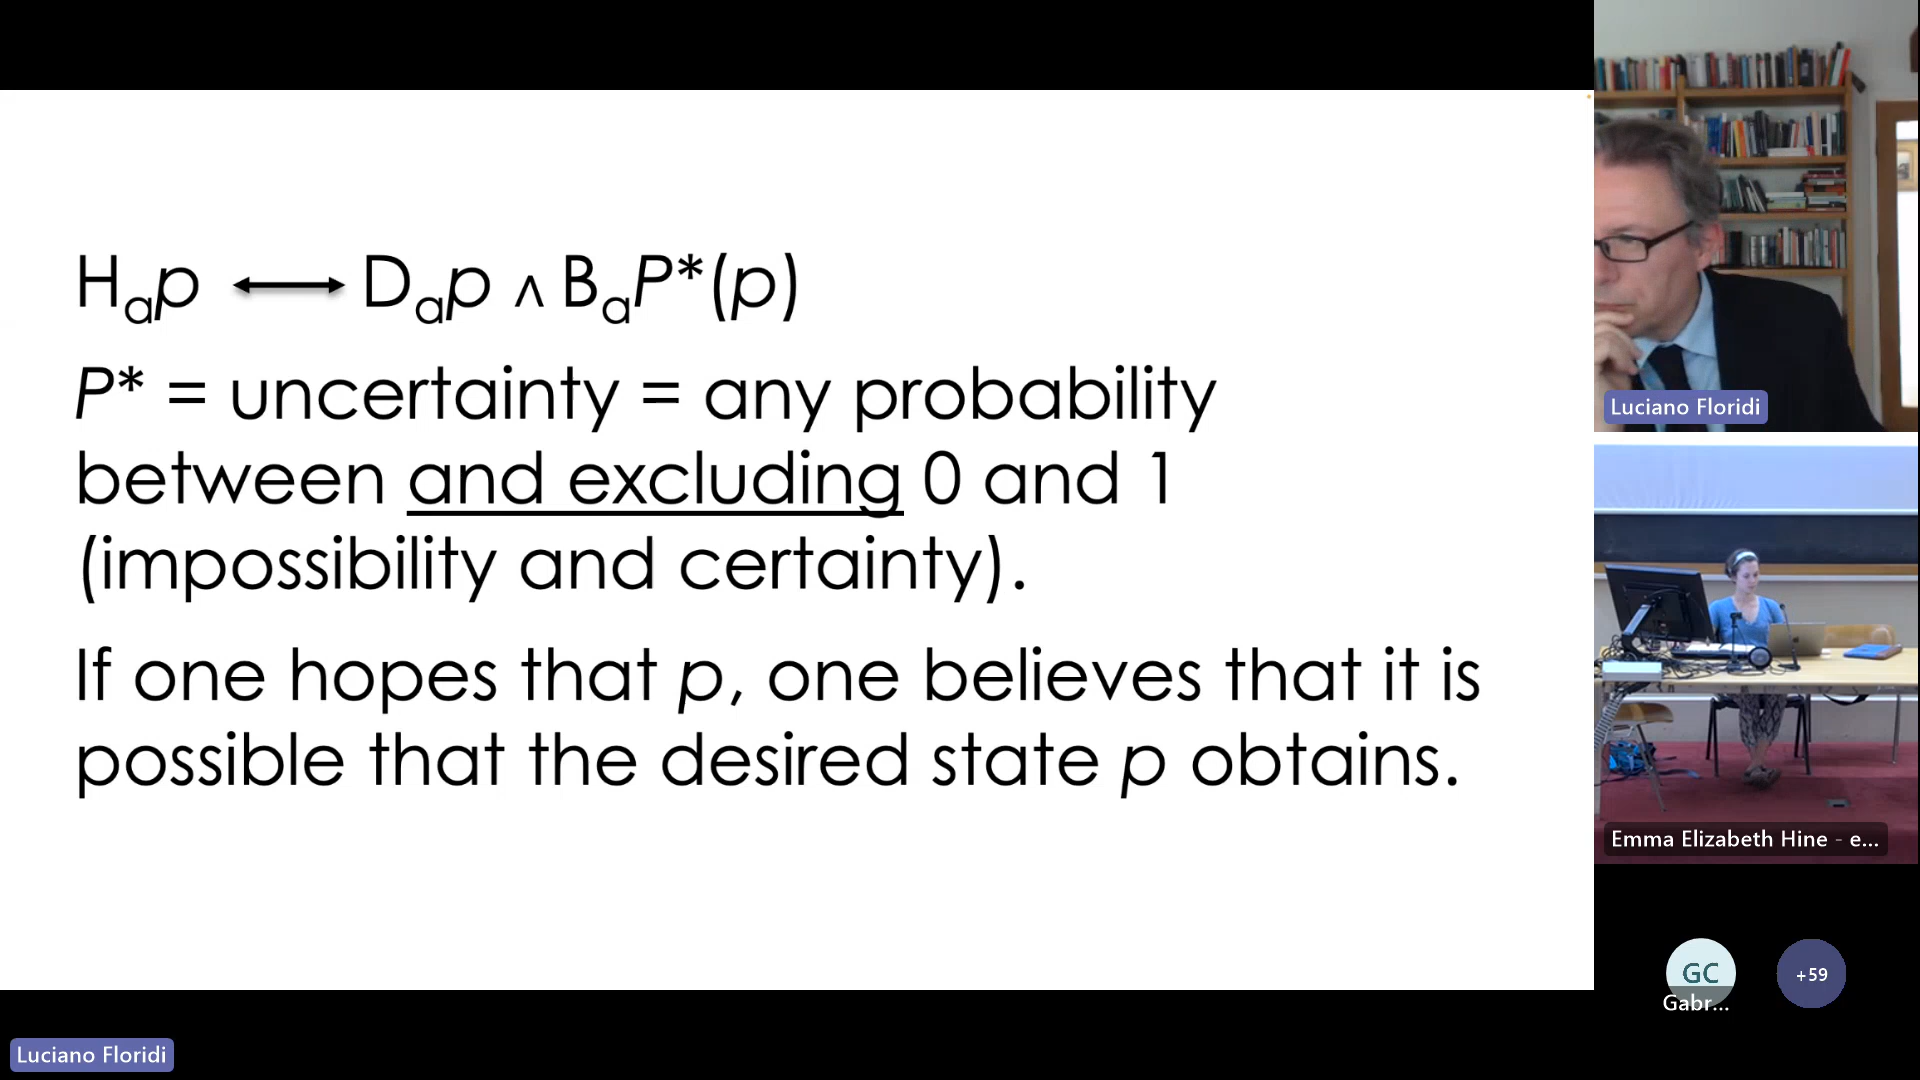 Hₐp ⟷ Dₐp ∧ BₐP*(p)
P* = uncertainty = any probability
between and excluding 0 and 1
(impossibility and certainty).
If one hopes that p, one believes that it is
possible that the desired state p obtains.
Luciano Floridi
Emma Elizabeth Hine - e...
GC
Gabr...
+59
Luciano Floridi